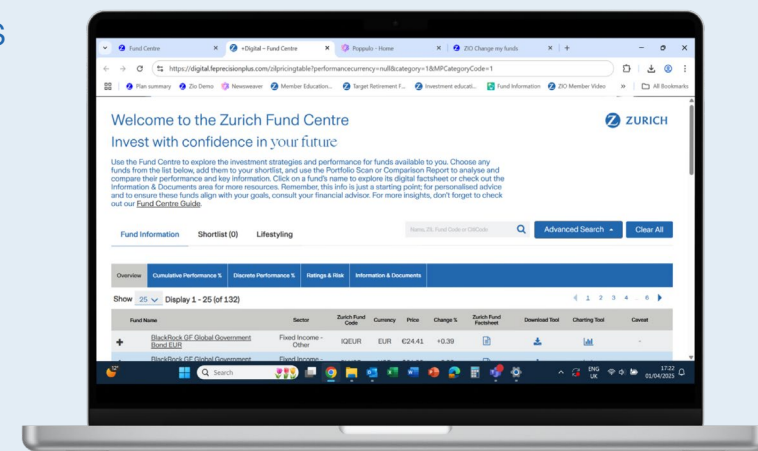 S
Fund Centre
+Digital – Fund Centre
Poppulo - Home
ZIO Change my funds
https://digital.feprecisionplus.com/zilpricingtable?performancecurrency=null&category=1&MPCategoryCode=1
Plan summary
Zio Demo
Newsweaver
Member Education...
Target Retirement F...
Investment educati...
Fund Information
ZIO Member Video
All Bookmarks
Welcome to the Zurich Fund Centre
ZURICH
Invest with confidence in your future
Use the Fund Centre to explore the investment strategies and performance for funds available to you. Choose any
funds from the list below, add them to your shortlist, and use the Portfolio Scan or Comparison Report to analyse and
compare their performance and key information. Click on a fund's name to explore its digital factsheet or check out the
Information & Documents area for more resources. Remember, this info is just a starting point; for personalised advice
and to ensure these funds align with your goals, consult your financial advisor. For more insights, don't forget to check
out our Fund Centre Guide.
Fund Information Shortlist (0) Lifestyling
Advanced Search Clear All
Overview Cumulative Performance % Discrete Performance % Ratings & Risk Information & Documents
Show 25 Display 1 - 25 (of 132)
1 2 3 4 .. 6
Fund Name Sector Zurich Fund Code Currency Price Change % Zurich Fund Factsheet Download Tool Charting Tool Caveat
BlackRock GF Global Government Bond EUR Fixed Income – Other IQEUR EUR €24.41 +0.39 -
BlackRock GF Global Government Fixed Income –
12°
Search
ENG
UK
17:22
01/04/2025